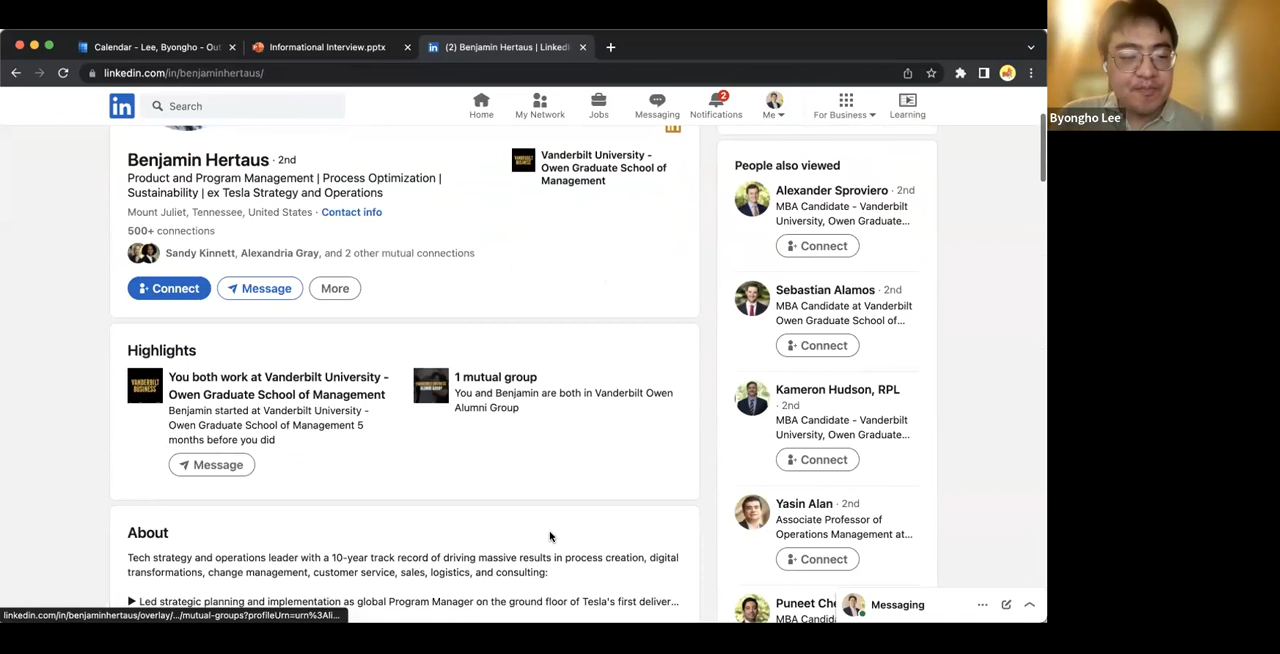 Calendar - Lee, Byongho - Out
Informational Interview.pptx
(2) Benjamin Hertaus | LinkedI
linkedin.com/in/benjaminhertaus/
Search
Home
My Network
Jobs
Messaging
2
Notifications
Me
For Business
Learning
Byongho Lee
Benjamin Hertaus · 2nd
Product and Program Management | Process Optimization |
Sustainability | ex Tesla Strategy and Operations
Mount Juliet, Tennessee, United States · Contact info
500+ connections
Sandy Kinnett, Alexandria Gray, and 2 other mutual connections
Connect
Message
More
Vanderbilt University -
Owen Graduate School of
Management
Highlights
You both work at Vanderbilt University -
Owen Graduate School of Management
Benjamin started at Vanderbilt University -
Owen Graduate School of Management 5
months before you did
Message
1 mutual group
You and Benjamin are both in Vanderbilt Owen
Alumni Group
About
Tech strategy and operations leader with a 10-year track record of driving massive results in process creation, digital
transformations, change management, customer service, sales, logistics, and consulting:
▶ Led strategic planning and implementation as global Program Manager on the ground floor of Tesla's first deliver...
linkedin.com/in/benjaminhertaus/overlay/.../mutual-groups?profileUrn=urn%3Ali...
People also viewed
Alexander Sproviero · 2nd
MBA Candidate - Vanderbilt
University, Owen Graduate...
Connect
Sebastian Alamos · 2nd
MBA Candidate at Vanderbilt
Owen Graduate School of...
Connect
Kameron Hudson, RPL
· 2nd
MBA Candidate - Vanderbilt
University, Owen Graduate...
Connect
Yasin Alan · 2nd
Associate Professor of
Operations Management at...
Connect
Puneet
MBA
Messaging